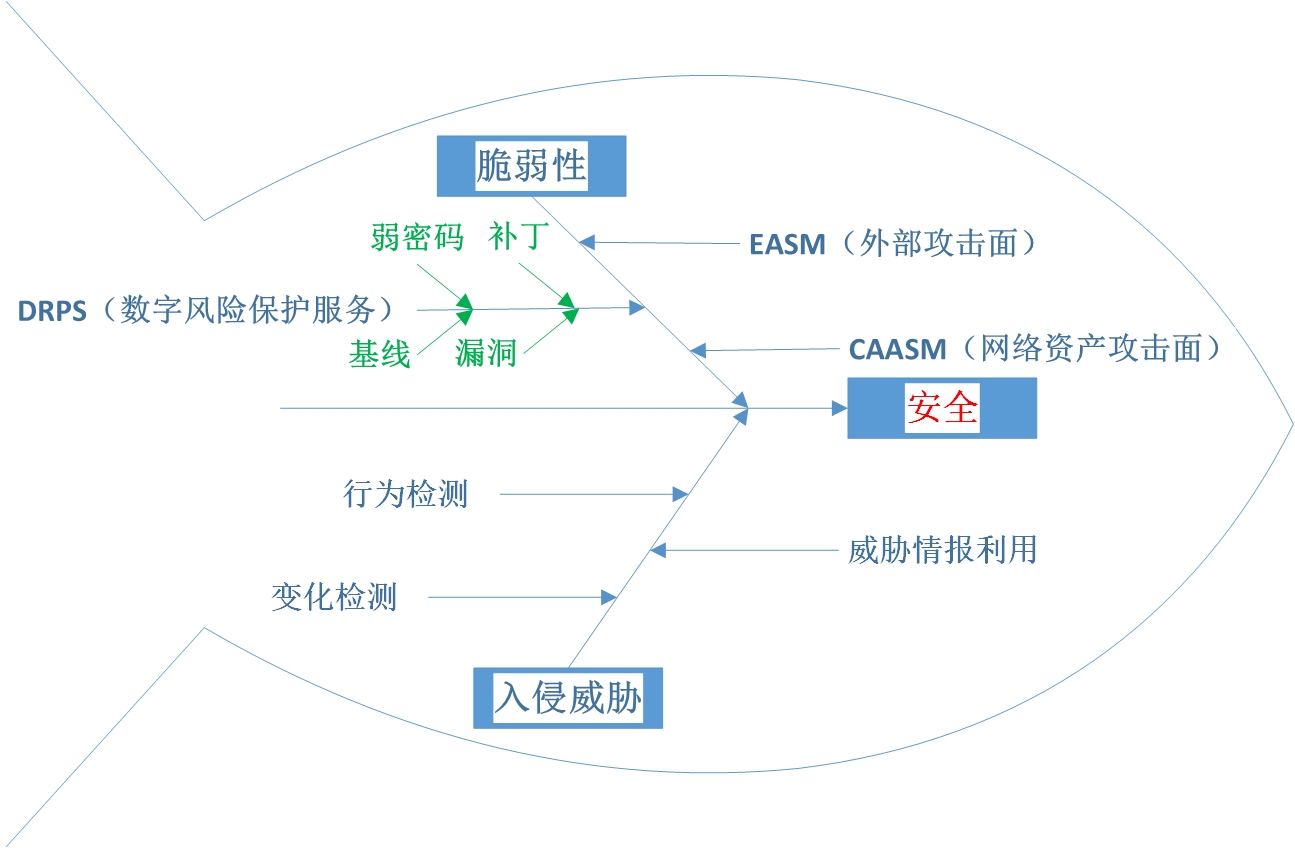 脆弱性
弱密码
补丁
EASM（外部攻击面）
DRPS（数字风险保护服务）
基线
漏洞
CAASM（网络资产攻击面）
安全
行为检测
威胁情报利用
变化检测
入侵威胁